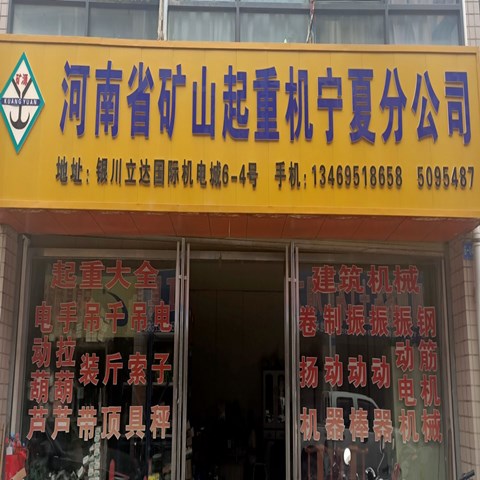 矿源
KUANGYUAN
河南省矿山起重机宁夏分公司
地址：银川立达国际机电城6-4号 手机：13469518658 5095487
起重大全
电动葫芦
手拉葫芦
吊装带
千斤顶
吊索具
电子秤
建筑机械
卷扬机
制动器
振动棒
振动器
振动电机
钢筋机械